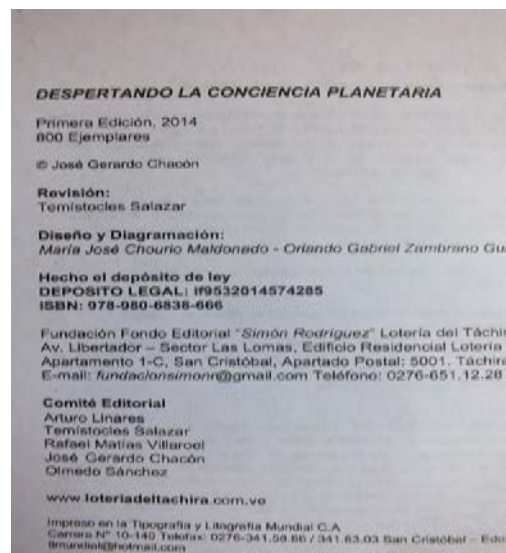 DESPERTANDO LA CONCIENCIA PLANETARIA
Primera Edición, 2014
800 Ejemplares
© José Gerardo Chacón
Revisión:
Temístocles Salazar
Diseño y Diagramación:
María José Chourio Maldonado - Orlando Gabriel Zambrano
Hecho el depósito de ley
DEPOSITO LEGAL: lf9532014574285
ISBN: 978-980-6838-666
Fundación Fondo Editorial "Simón Rodríguez" Lotería del
Av. Libertador – Sector Las Lomas, Edificio Residencial Lotería
Apartamento 1-C, San Cristóbal, Apartado Postal: 5001.
E-mail: fundacionsimonr@gmail.com Teléfono: 0276-651.12.28
Comité Editorial
Arturo Linares
Temístocles Salazar
Rafael Matías Villaroel
José Gerardo Chacón
Olmedo Sánchez
www.loteriadeltachira.com.ve
Impreso en la Tipografía y Litografía Mundial C.A
Carrera N° 10-140 Telefax: 0276-341.58.86 / 341.63.03 San Cristóbal –